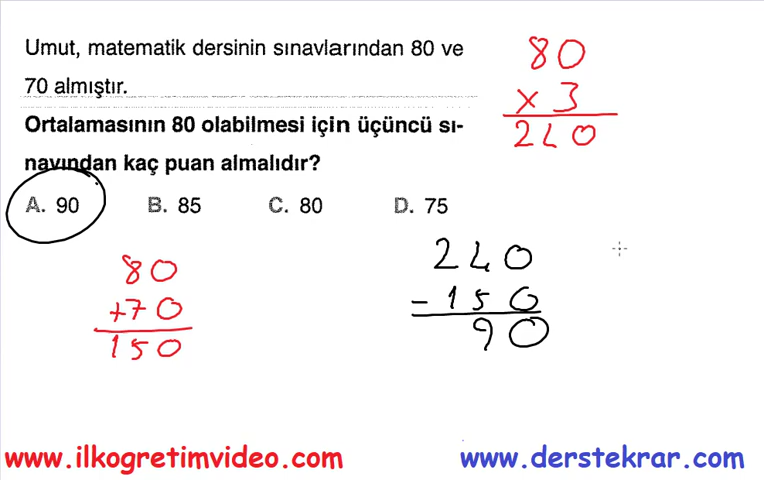 Umut, matematik dersinin sınavlarından 80 ve
70 almıştır.
Ortalamasının 80 olabilmesi için üçüncü sı-
navından kaç puan almalıdır?
A. 90 B. 85 C. 80 D. 75
80
x 3
240
80
+70
150
240
- 150
90
www.ilkogretimvideo.com
www.derstekrar.com